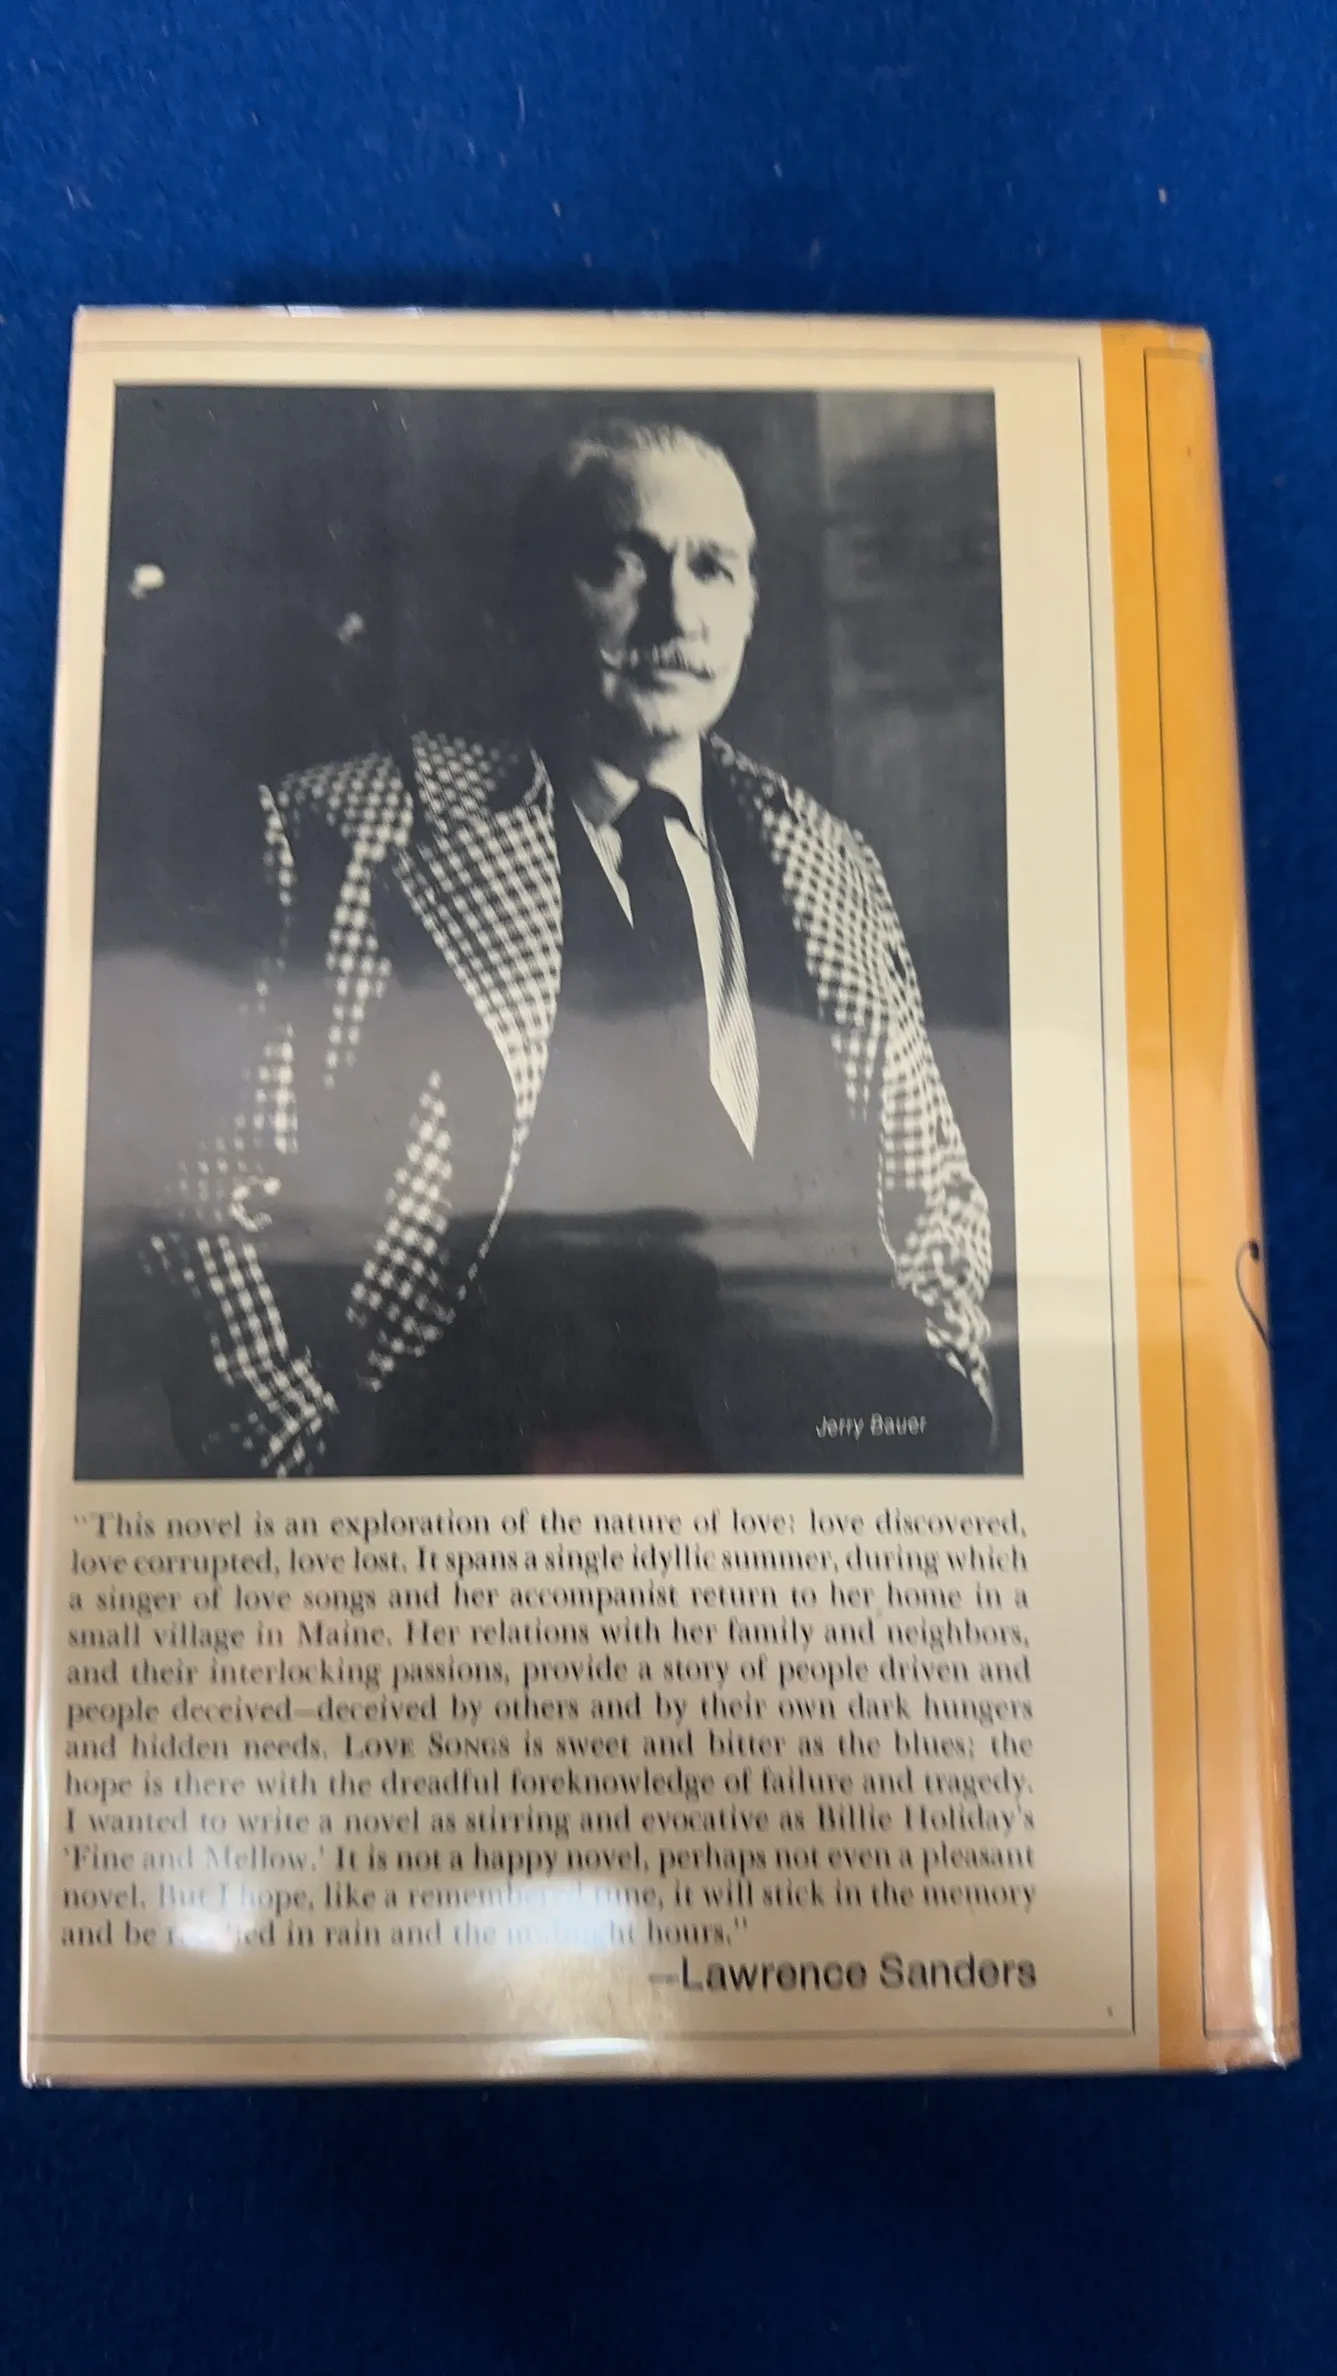 Jerry Bauer
"This novel is an exploration of the nature of love: love discovered,
love corrupted, love lost. It spans a single idyllic summer, during which
a singer of love songs and her accompanist return to her home in a
small village in Maine. Her relations with her family and neighbors,
and their interlocking passions, provide a story of people driven and
people deceived—deceived by others and by their own dark hungers
and hidden needs. LOVE SONGS is sweet and bitter as the blues: the
hope is there with the dreadful foreknowledge of failure and tragedy.
I wanted to write a novel as stirring and evocative as Billie Holiday's
'Fine and Mellow.' It is not a happy novel, perhaps not even a pleasant
novel. But I hope, like a remembered tune, it will stick in the memory
and be in rain and the midnight hours."
—Lawrence Sanders